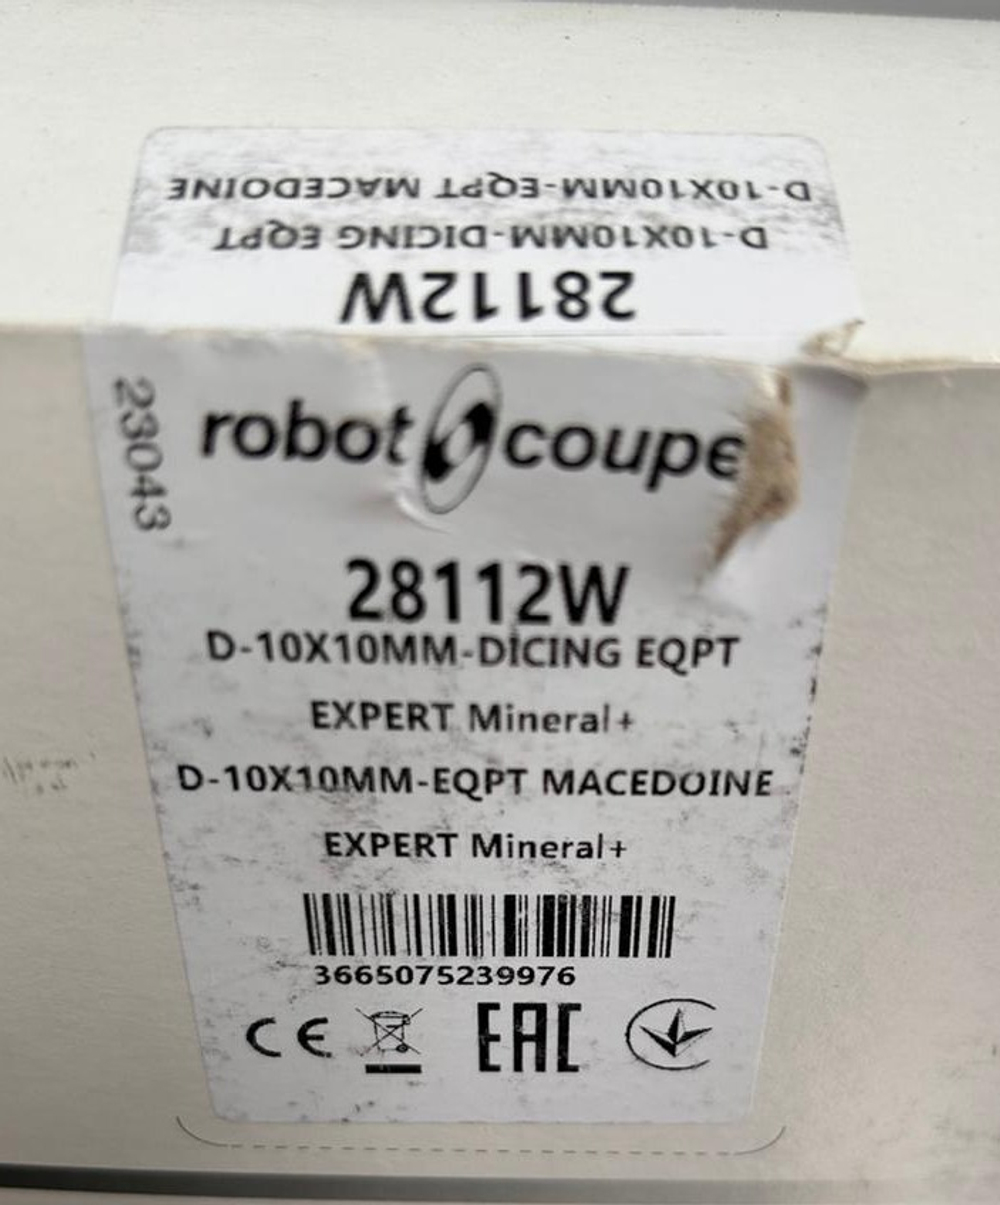 D-10X10MM-EQPT MACEDOINE
D-10X10MM-DICING EQPT
28112W
23043
robot coupe
28112W
D-10X10MM-DICING EQPT
EXPERT Mineral+
D-10X10MM-EQPT MACEDOINE
EXPERT Mineral+
3665075239976
CE EAC